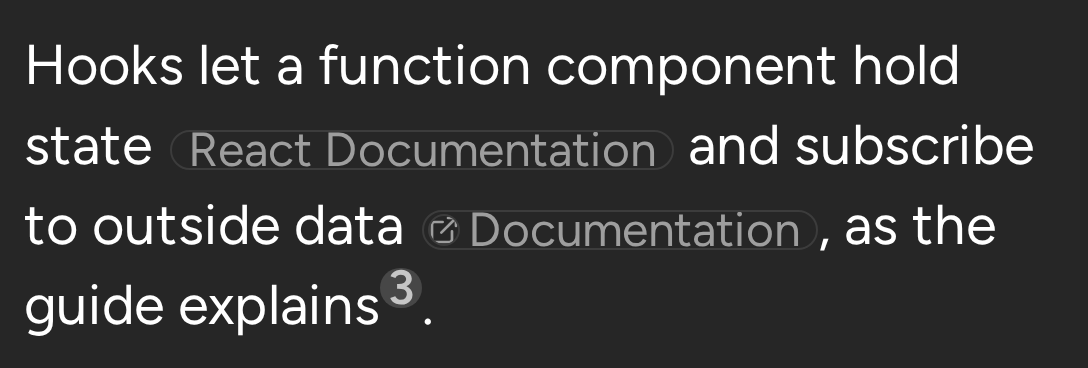 Hooks let a function component hold
state React Documentation and subscribe
to outside data Documentation, as the
guide explains3.